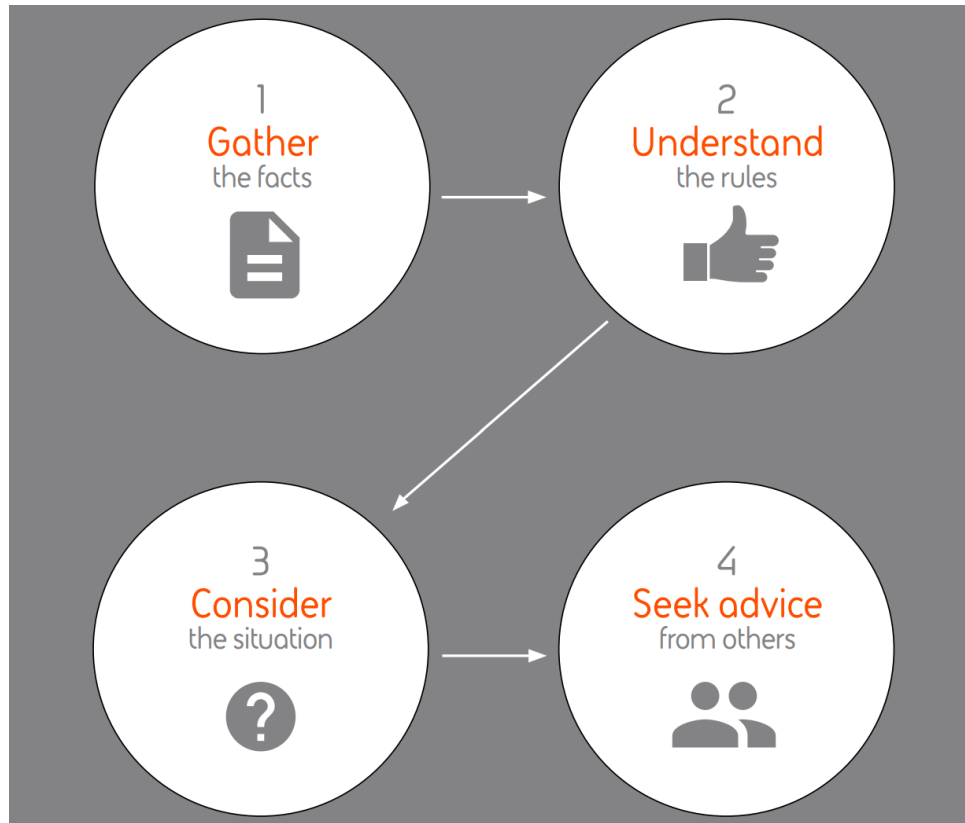 1
Gather
the facts
2
Understand
the rules
3
Consider
the situation
?
4
Seek advice
from others